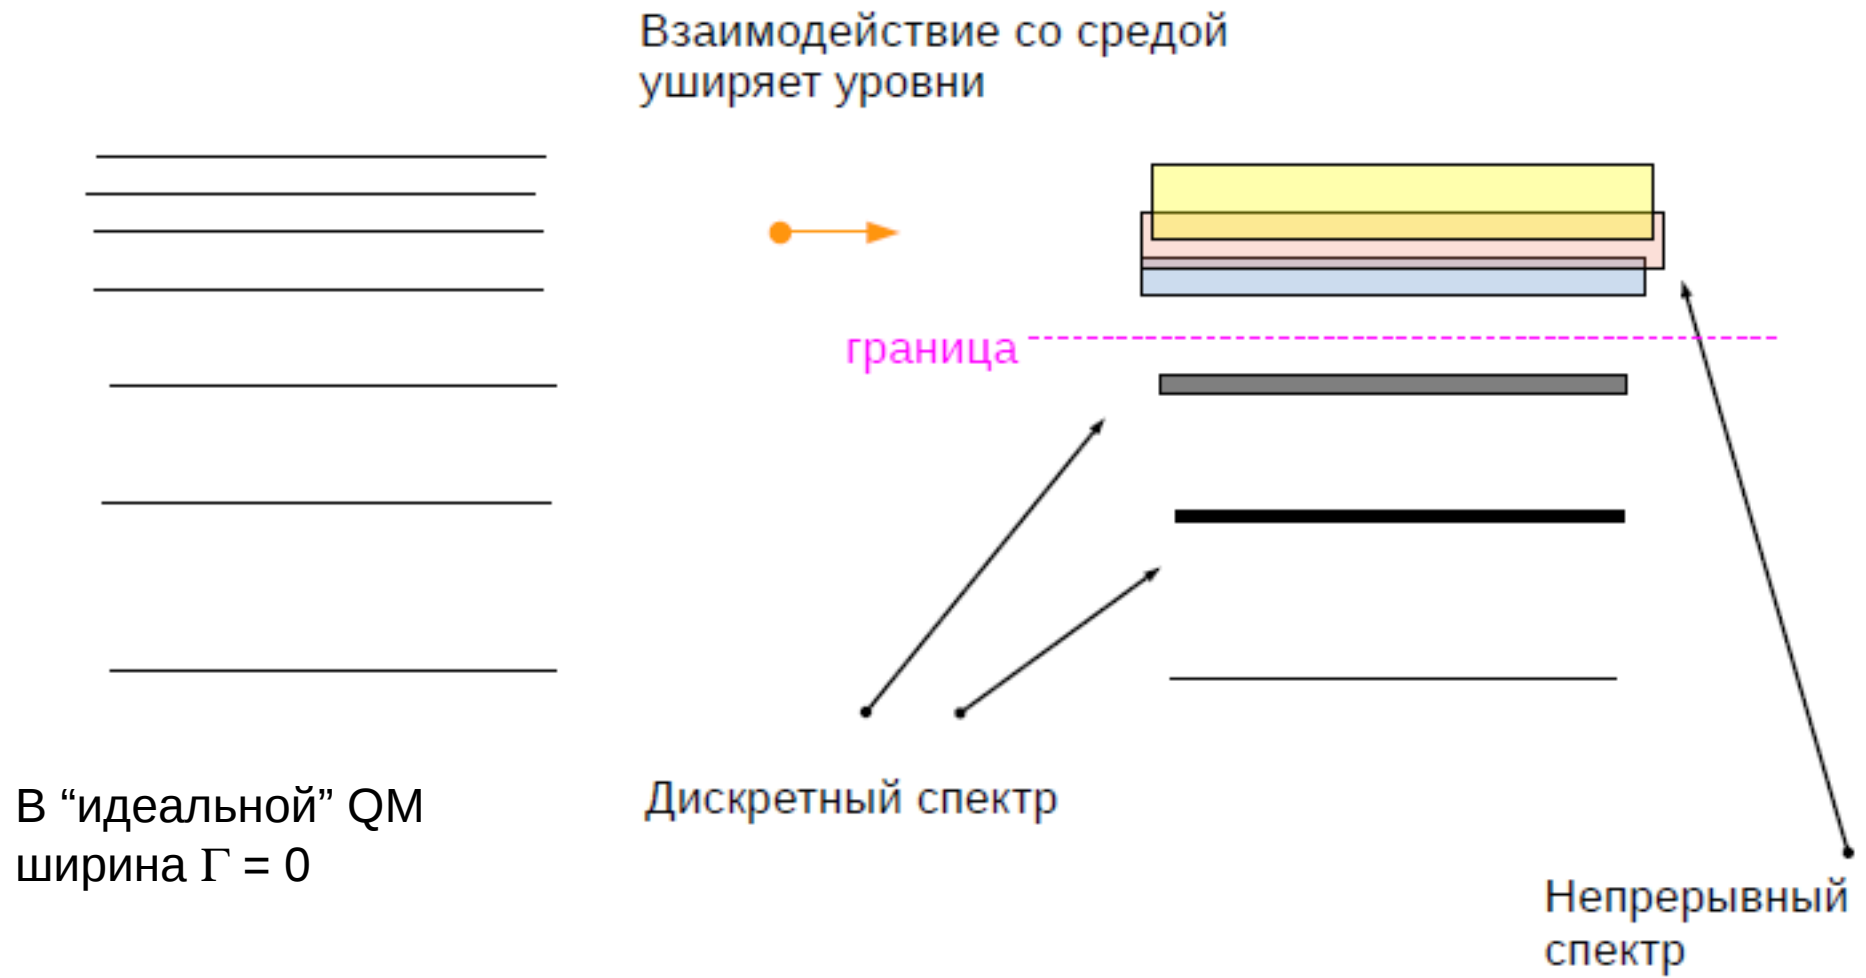 Взаимодействие со средой
уширяет уровни
граница
Дискретный спектр
В “идеальной” QM
ширина Γ = 0
Непрерывный
спектр